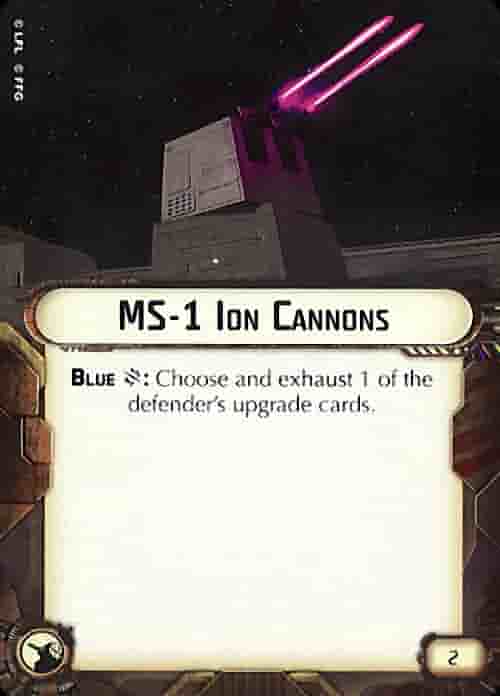 © LFL © FFG
MS-1 Ion Cannons
Blue : Choose and exhaust 1 of the
defender's upgrade cards.
2